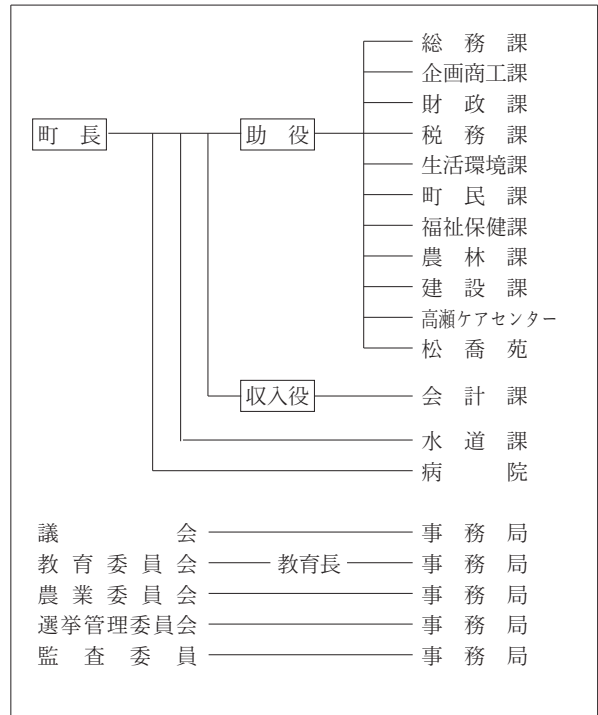 総務課
企画商工課
財政課
町長 助役 税務課
生活環境課
町民課
福祉保健課
農林課
建設課
高瀬ケアセンター
松喬苑
収入役 会計課
水道課
病院
議会 事務局
教育委員会 教育長 事務局
農業委員会 事務局
選挙管理委員会 事務局
監査委員 事務局